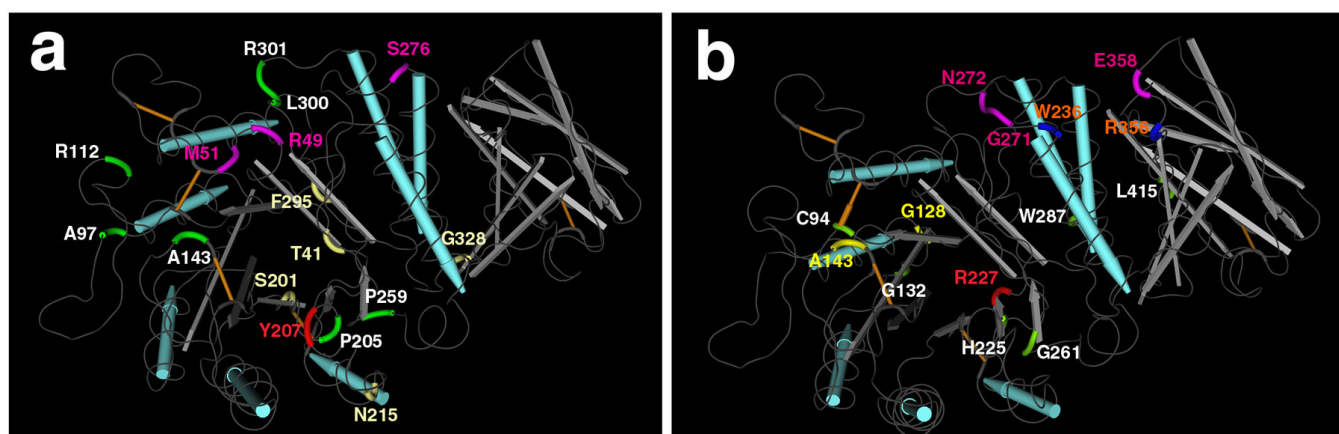 a
R301
S276
L300
R112
M51
R49
F295
A97
A143
T41
G328
S201
P259
Y207
P205
N215
b
E358
N272
W236
G271
R356
L415
C94
G128
W287
A143
R227
G132
H225
G261